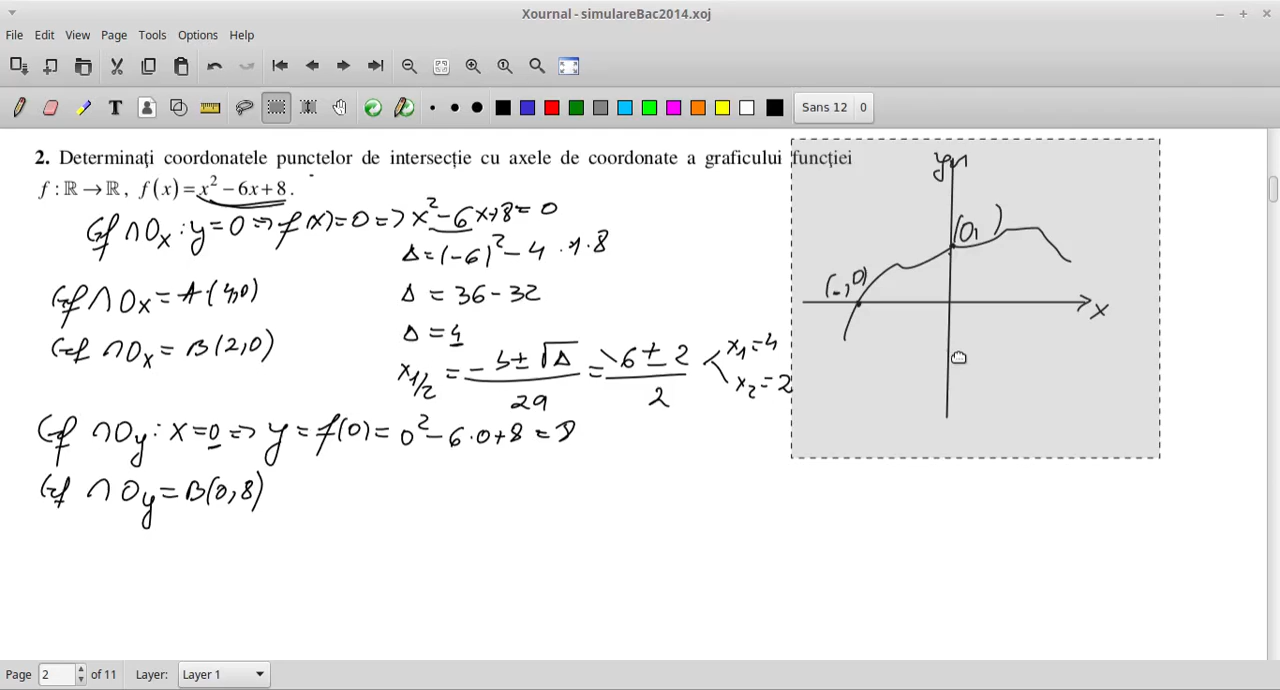 Xournal - simulareBac2014.xoj
File Edit View Page Tools Options Help
Sans 12 0
2. Determinați coordonatele punctelor de intersecție cu axele de coordonate a graficului funcției
f : ℝ → ℝ , f(x) = x² − 6x + 8 .
Gf ∩ Ox : y = 0 => f(x) = 0 => x² − 6x + 8 = 0
Δ = (−6)² − 4 · 1 · 8
Gf ∩ Ox = A(4,0)
Δ = 36 − 32
Gf ∩ Ox = B(2,0)
Δ = 4
x1/2 = −b ± √Δ / 2a = 6 ± 2 / 2
x1 = 4
x2 = 2
Gf ∩ Oy : x = 0 => y = f(0) = 0² − 6 · 0 + 8 = 8
Gf ∩ Oy = B(0,8)
y
(0, )
(−,0)
x
Page 2 of 11 Layer: Layer 1